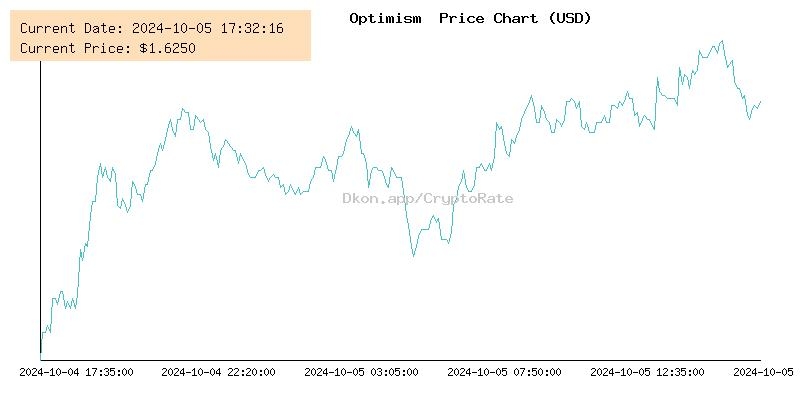 Optimism  Price Chart (USD)
Current Date: 2024-10-05 17:32:16
Current Price: $1.6250
Dkon.app/CryptoRate
2024-10-04 17:35:00 2024-10-04 22:20:00 2024-10-05 03:05:00 2024-10-05 07:50:00 2024-10-05 12:35:00 2024-10-05